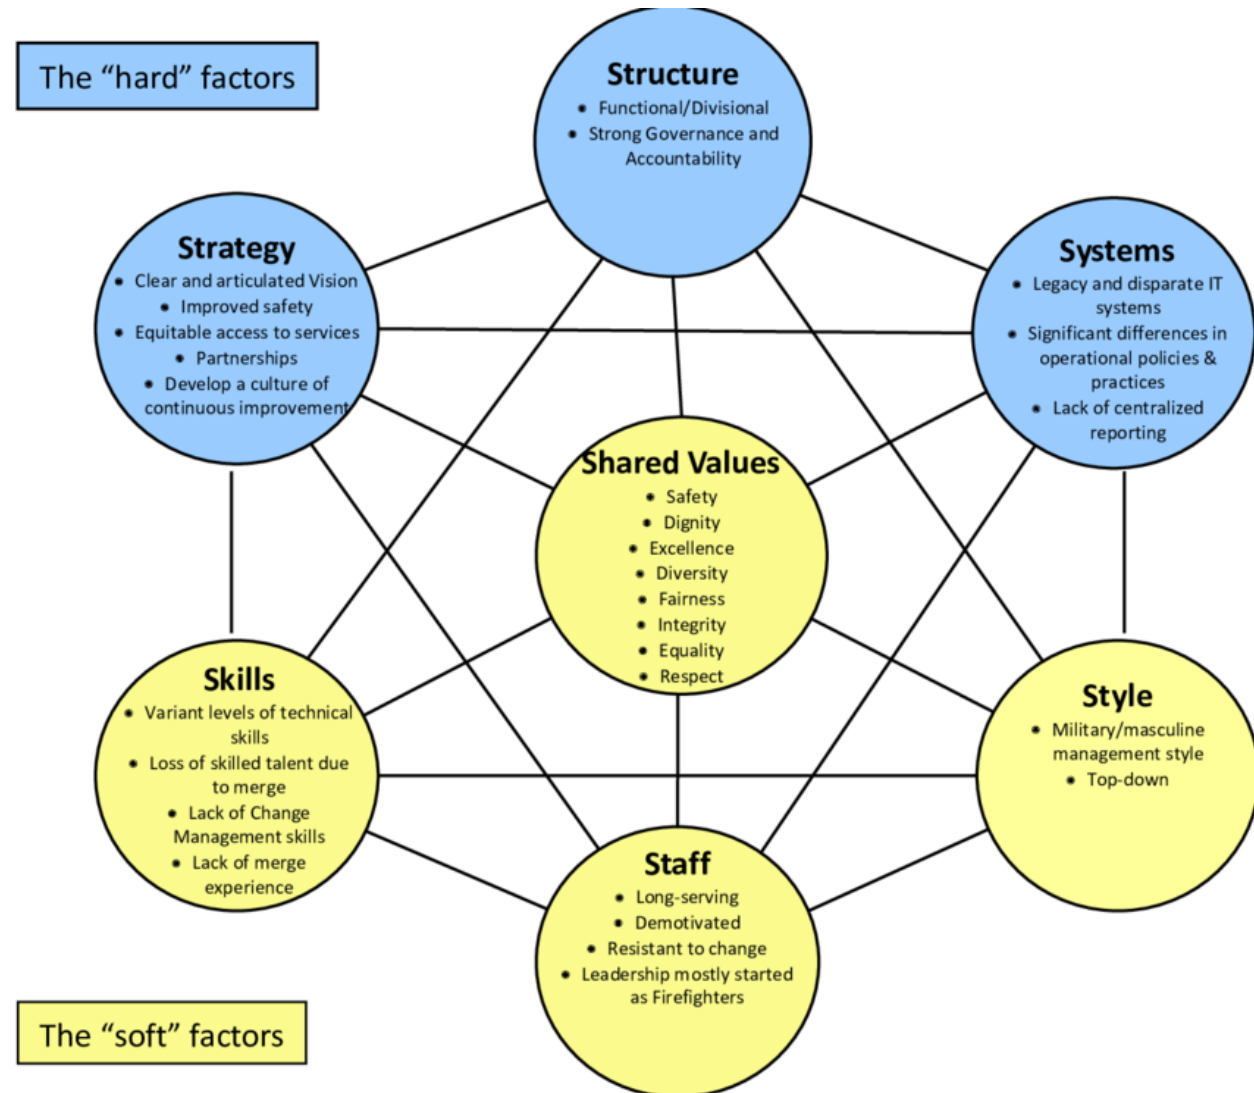 The “hard” factors
Structure
• Functional/Divisional
• Strong Governance and
Accountability
Strategy
• Clear and articulated Vision
• Improved safety
• Equitable access to services
• Partnerships
• Develop a culture of
continuous improvement
Systems
• Legacy and disparate IT
systems
• Significant differences in
operational policies &
practices
• Lack of centralized
reporting
Shared Values
• Safety
• Dignity
• Excellence
• Diversity
• Fairness
• Integrity
• Equality
• Respect
Skills
• Variant levels of technical
skills
• Loss of skilled talent due
to merge
• Lack of Change
Management skills
• Lack of merge
experience
Style
• Military/masculine
management style
• Top-down
Staff
• Long-serving
• Demotivated
• Resistant to change
• Leadership mostly started
as Firefighters
The “soft” factors